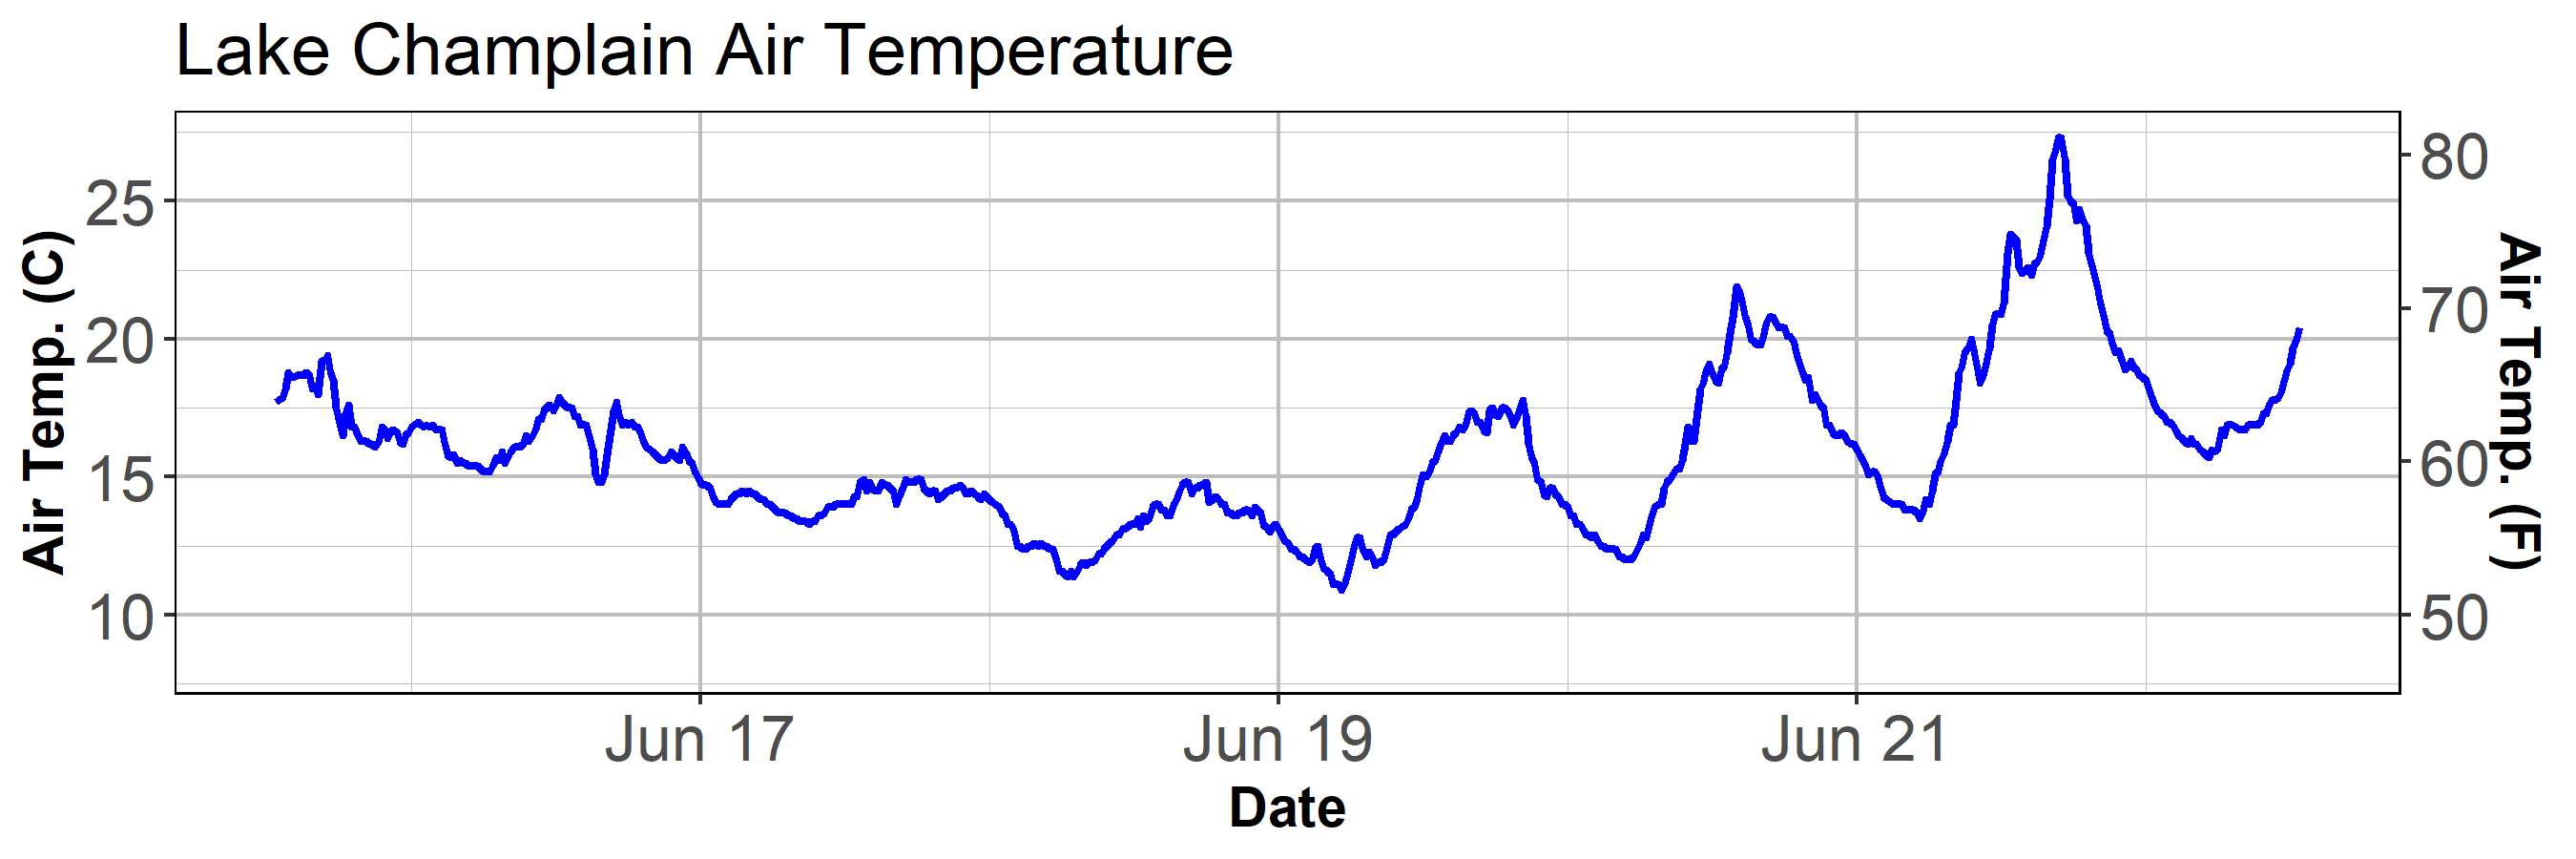 Lake Champlain Air Temperature
Air Temp. (C)
25
20
15
10
80
70
60
50
Air Temp. (F)
Jun 17
Jun 19
Jun 21
Date